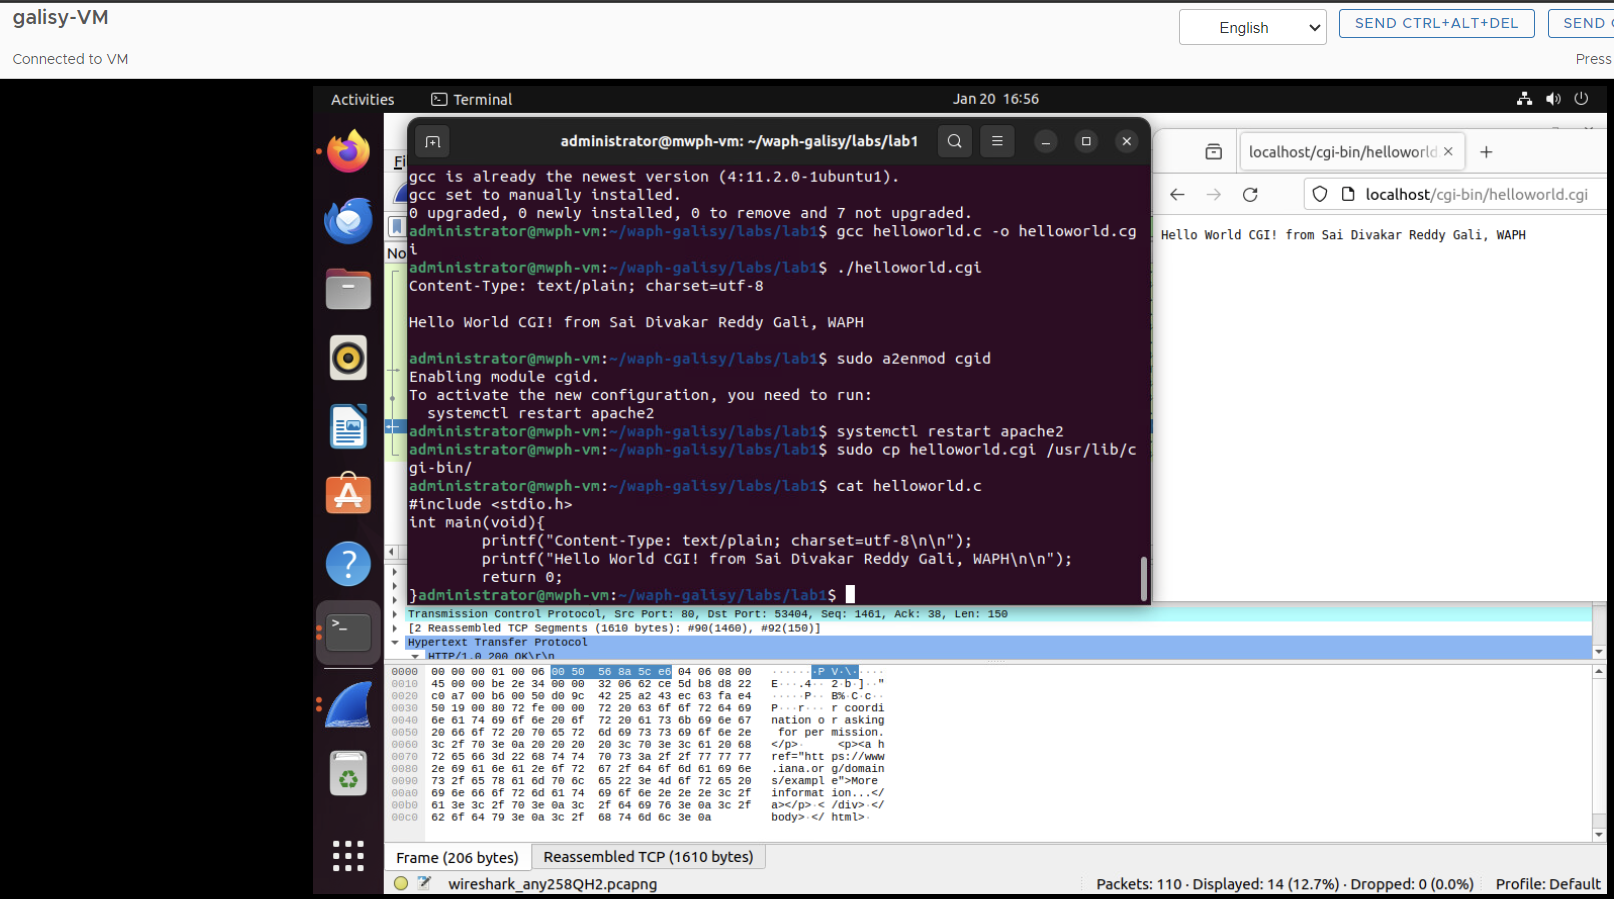 galisy-VM
English
SEND CTRL+ALT+DEL
SEND
Connected to VM
Press
Activities
Terminal
Jan 20 16:56
administrator@mwph-vm: ~/waph-galisy/labs/lab1
gcc is already the newest version (4:11.2.0-1ubuntu1).
gcc set to manually installed.
0 upgraded, 0 newly installed, 0 to remove and 7 not upgraded.
administrator@mwph-vm:~/waph-galisy/labs/lab1$ gcc helloworld.c -o helloworld.cg
i
administrator@mwph-vm:~/waph-galisy/labs/lab1$ ./helloworld.cgi
Content-Type: text/plain; charset=utf-8
Hello World CGI! from Sai Divakar Reddy Gali, WAPH
administrator@mwph-vm:~/waph-galisy/labs/lab1$ sudo a2enmod cgid
Enabling module cgid.
To activate the new configuration, you need to run:
systemctl restart apache2
administrator@mwph-vm:~/waph-galisy/labs/lab1$ systemctl restart apache2
administrator@mwph-vm:~/waph-galisy/labs/lab1$ sudo cp helloworld.cgi /usr/lib/c
gi-bin/
administrator@mwph-vm:~/waph-galisy/labs/lab1$ cat helloworld.c
#include <stdio.h>
int main(void){
printf("Content-Type: text/plain; charset=utf-8\n\n");
printf("Hello World CGI! from Sai Divakar Reddy Gali, WAPH\n\n");
return 0;
}administrator@mwph-vm:~/waph-galisy/labs/lab1$
Fi
No
localhost/cgi-bin/helloworld
localhost/cgi-bin/helloworld.cgi
Hello World CGI! from Sai Divakar Reddy Gali, WAPH
Transmission Control Protocol, Src Port: 80, Dst Port: 53404, Seq: 1461, Ack: 38, Len: 150
[2 Reassembled TCP Segments (1610 bytes): #90(1460), #92(150)]
Hypertext Transfer Protocol
HTTP/1.0 200 OK\r\n
0000 00 00 00 01 00 06 00 50 56 8a 5c e6 04 06 08 00 ·······P V·\·····
0010 45 00 00 be 2e 34 00 00 32 06 62 ce 5d b8 d8 22 E···.4·· 2·b·]··"
0020 c0 a7 00 b6 00 50 d0 9c 42 25 a2 43 ec 63 fa e4 ·····P·· B%·C·c··
0030 50 19 00 80 72 fe 00 00 72 20 63 6f 6f 72 64 69 P···r··· r coordi
0040 6e 61 74 69 6f 6e 20 6f 72 20 61 73 6b 69 6e 67 nation o r asking
0050 20 66 6f 72 20 70 65 72 6d 69 73 73 69 6f 6e 2e for per mission.
0060 3c 2f 70 3e 0a 20 20 20 20 3c 70 3e 3c 61 20 68 </p>· <p><a h
0070 72 65 66 3d 22 68 74 74 70 73 3a 2f 2f 77 77 77 ref="htt ps://www
0080 2e 69 61 6e 61 2e 6f 72 67 2f 64 6f 6d 61 69 6e .iana.or g/domain
0090 73 2f 65 78 61 6d 70 6c 65 22 3e 4d 6f 72 65 20 s/exampl e">More
00a0 69 6e 66 6f 72 6d 61 74 69 6f 6e 2e 2e 2e 3c 2f informat ion...</
00b0 61 3e 3c 2f 70 3e 0a 3c 2f 64 69 76 3e 0a 3c 2f a></p>·< /div>·</
00c0 62 6f 64 79 3e 0a 3c 2f 68 74 6d 6c 3e 0a body>·</ html>·
Frame (206 bytes)
Reassembled TCP (1610 bytes)
wireshark_any258QH2.pcapng
Packets: 110 · Displayed: 14 (12.7%) · Dropped: 0 (0.0%)
Profile: Default